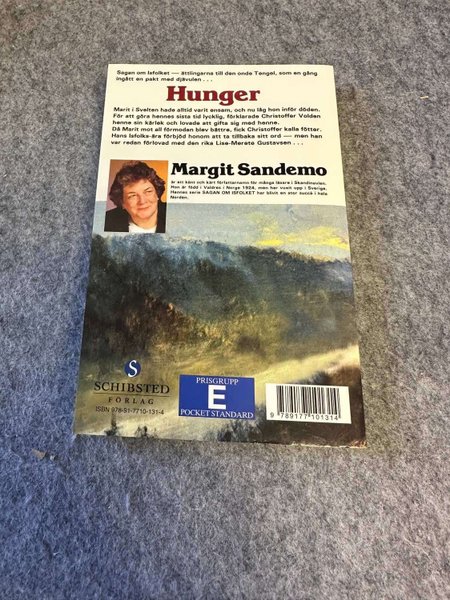 Sagan om Isfolket — ättlingarna till den onde Tengel, som en gång
ingått en pakt med djävulen . . .
Hunger
Marit i Svelten hade alltid varit ensam, och nu låg hon inför döden.
För att göra hennes sista tid lycklig, förklarade Christoffer Volden
henne sin kärlek och lovade att gifta sig med henne.
Då Marit mot all förmodan blev bättre, fick Christoffer kalla fötter.
Hans Isfolks-ära förbjöd honom att ta tillbaka sitt ord — men han
var redan förlovad med den rika Lise-Merete Gustavsen . . .
Margit Sandemo
är ett känt och kärt författarnamn för många läsare i Skandinavien.
Hon är född i Valdres i Norge 1924, men har vuxit upp i Sverige.
Hennes serie SAGAN OM ISFOLKET har blivit en stor succé i hela
Norden.
S
SCHIBSTED
FÖRLAG
ISBN 978-91-7710-131-4
PRISGRUPP
E
POCKET STANDARD
9 789177 101314